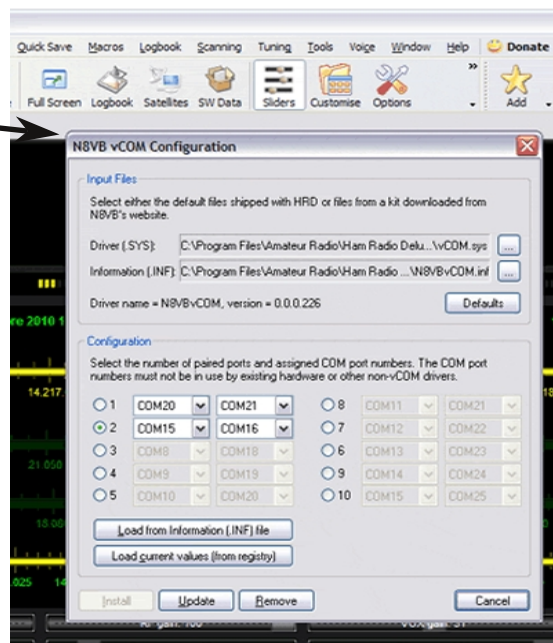 Quick Save Macros Logbook Scanning Tuning Tools Voice Window Help Donate
Full Screen Logbook Satellites SW Data Sliders Customise Options » Add
N8VB vCOM Configuration
Input Files
Select either the default files shipped with HRD or files from a kit downloaded from
N8VB's website.
Driver (.SYS): C:\Program Files\Amateur Radio\Ham Radio Delu...\vCOM.sys ...
Information (.INF): C:\Program Files\Amateur Radio\Ham Radio ...\N8VBvCOM.inf ...
Driver name = N8VBvCOM, version = 0.0.0.226 Defaults
re 2010 1
Configuration
Select the number of paired ports and assigned COM port numbers. The COM port
numbers must not be in use by existing hardware or other non-vCOM drivers.
14.217.
1 COM20 COM21 8 COM11 COM21
2 COM15 COM16 7 COM12 COM22
3 COM8 COM18 6 COM13 COM23
21 050
4 COM9 COM19 9 COM14 COM24
5 COM10 COM20 10 COM15 COM25
Load from Information (.INF) file
Load current values (from registry)
.025 14
Install Update Remove Cancel